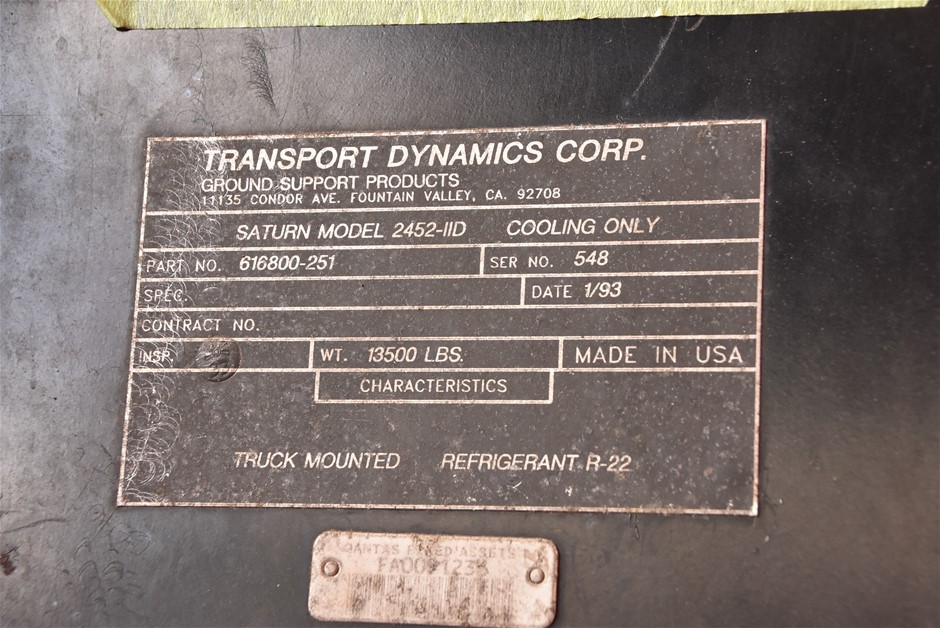 TRANSPORT DYNAMICS CORP.
GROUND SUPPORT PRODUCTS
11135 CONDOR AVE. FOUNTAIN VALLEY, CA. 92708
SATURN MODEL 2452-IID COOLING ONLY
PART NO. 616800-251 SER NO. 548
SPEC. DATE 1/93
CONTRACT NO.
INSP. WT. 13500 LBS. MADE IN USA
CHARACTERISTICS
TRUCK MOUNTED REFRIGERANT R-22
QANTAS FIXED ASSETS